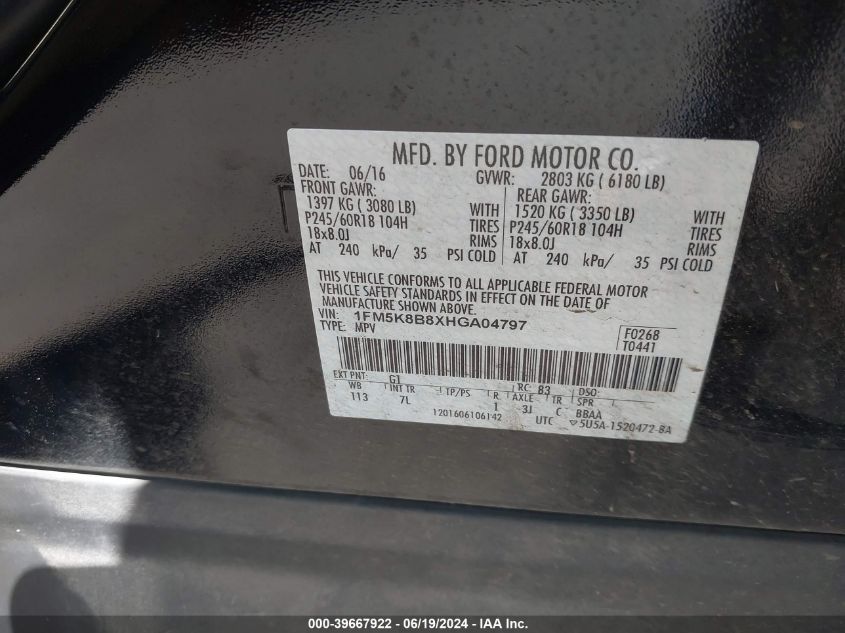 MFD. BY FORD MOTOR CO.
DATE: 06/16 GVWR: 2803 KG ( 6180 LB)
FRONT GAWR: REAR GAWR:
1397 KG ( 3080 LB) WITH 1520 KG ( 3350 LB) WITH
P245/60R18 104H TIRES P245/60R18 104H TIRES
18x8.0J RIMS 18x8.0J RIMS
AT 240 kPa/ 35 PSI COLD AT 240 kPa/ 35 PSI COLD
THIS VEHICLE CONFORMS TO ALL APPLICABLE FEDERAL MOTOR
VEHICLE SAFETY STANDARDS IN EFFECT ON THE DATE OF
MANUFACTURE SHOWN ABOVE.
VIN: 1FM5K8B8XHGA04797 F0268
TYPE: MPV T0441
EXT PNT: G1 RC: 83 DSO:
WB INT TR TP/PS R AXLE TR SPR
113 7L 1 3J C BBAA
1201606106142 UTC ▽5U5A-1520472-BA
000-39667922 - 06/19/2024 - IAA Inc.